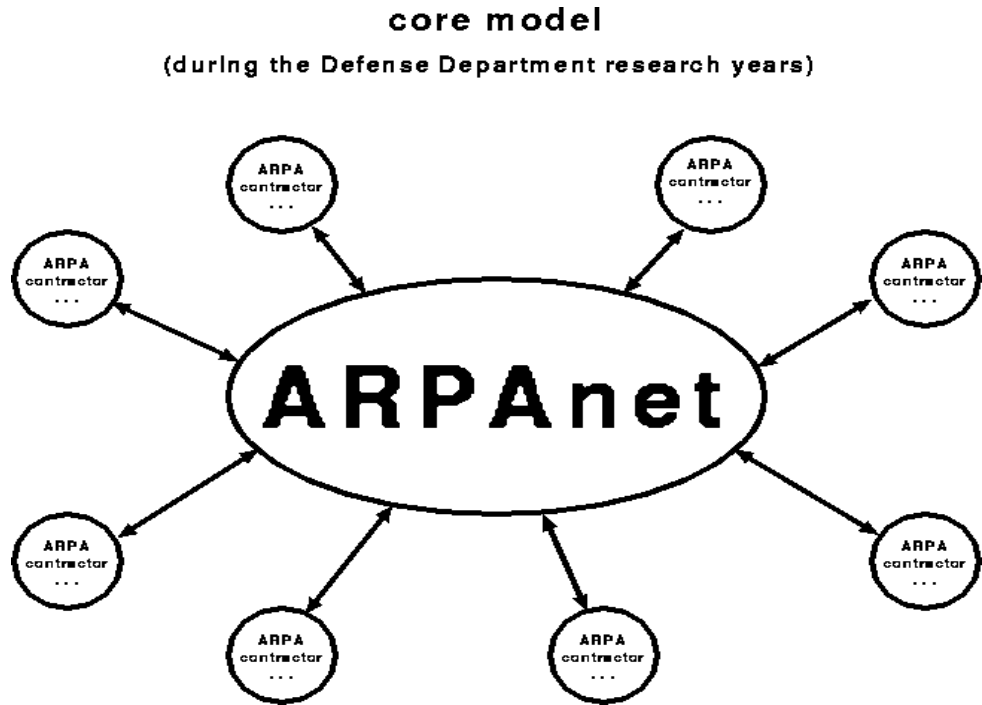 core model
(during the Defense Department research years)
ARPA
contractor
...
ARPA
contractor
...
ARPA
contractor
...
ARPA
contractor
...
ARPAnet
ARPA
contractor
...
ARPA
contractor
...
ARPA
contractor
...
ARPA
contractor
...